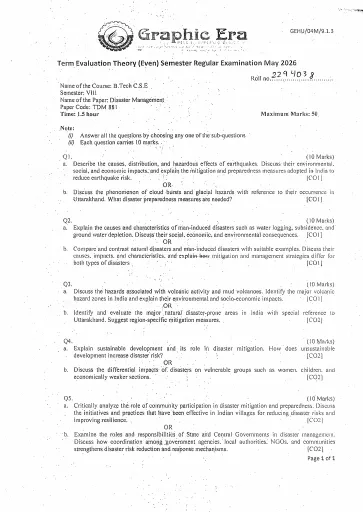 GEHU/04M/9.1.3
Graphic Era
Term Evaluation Theory (Even) Semester Regular Examination May 2026
Roll no. 2294038
Name of the Course: B.Tech C.S.E
Semester: VIII
Name of the Paper: Disaster Management
Paper Code: TDM 881
Time: 1.5 hour Maximum Marks: 50
Note:
(i) Answer all the questions by choosing any one of the sub-questions
(ii) Each question carries 10 marks.
Q1. (10 Marks)
a. Describe the causes, distribution, and hazardous effects of earthquakes. Discuss their environmental,
social, and economic impacts, and explain the mitigation and preparedness measures adopted in India to
reduce earthquake risk. [CO1]
OR
b. Discuss the phenomenon of cloud bursts and glacial hazards with reference to their occurrence in
Uttarakhand. What disaster preparedness measures are needed? [CO1]
Q2. (10 Marks)
a. Explain the causes and characteristics of man-induced disasters such as water logging, subsidence, and
ground water depletion. Discuss their social, economic, and environmental consequences. [CO1]
OR
b. Compare and contrast natural disasters and man-induced disasters with suitable examples. Discuss their
causes, impacts, and characteristics, and explain how mitigation and management strategies differ for
both types of disasters [CO1]
Q3. (10 Marks)
a. Discuss the hazards associated with volcanic activity and mud volcanoes. Identify the major volcanic
hazard zones in India and explain their environmental and socio-economic impacts. [CO1]
OR
b. Identify and evaluate the major natural disaster-prone areas in India with special reference to
Uttarakhand. Suggest region-specific mitigation measures. [CO2]
Q4. (10 Marks)
a. Explain sustainable development and its role in disaster mitigation. How does unsustainable
development increase disaster risk? [CO2]
OR
b. Discuss the differential impacts of disasters on vulnerable groups such as women, children, and
economically weaker sections. [CO2]
Q5. (10 Marks)
a. Critically analyze the role of community participation in disaster mitigation and preparedness. Discuss
the initiatives and practices that have been effective in Indian villages for reducing disaster risks and
improving resilience. [CO2]
OR
b. Examine the roles and responsibilities of State and Central Governments in disaster management.
Discuss how coordination among government agencies, local authorities, NGOs, and communities
strengthens disaster risk reduction and response mechanisms. [CO2]
Page 1 of 1